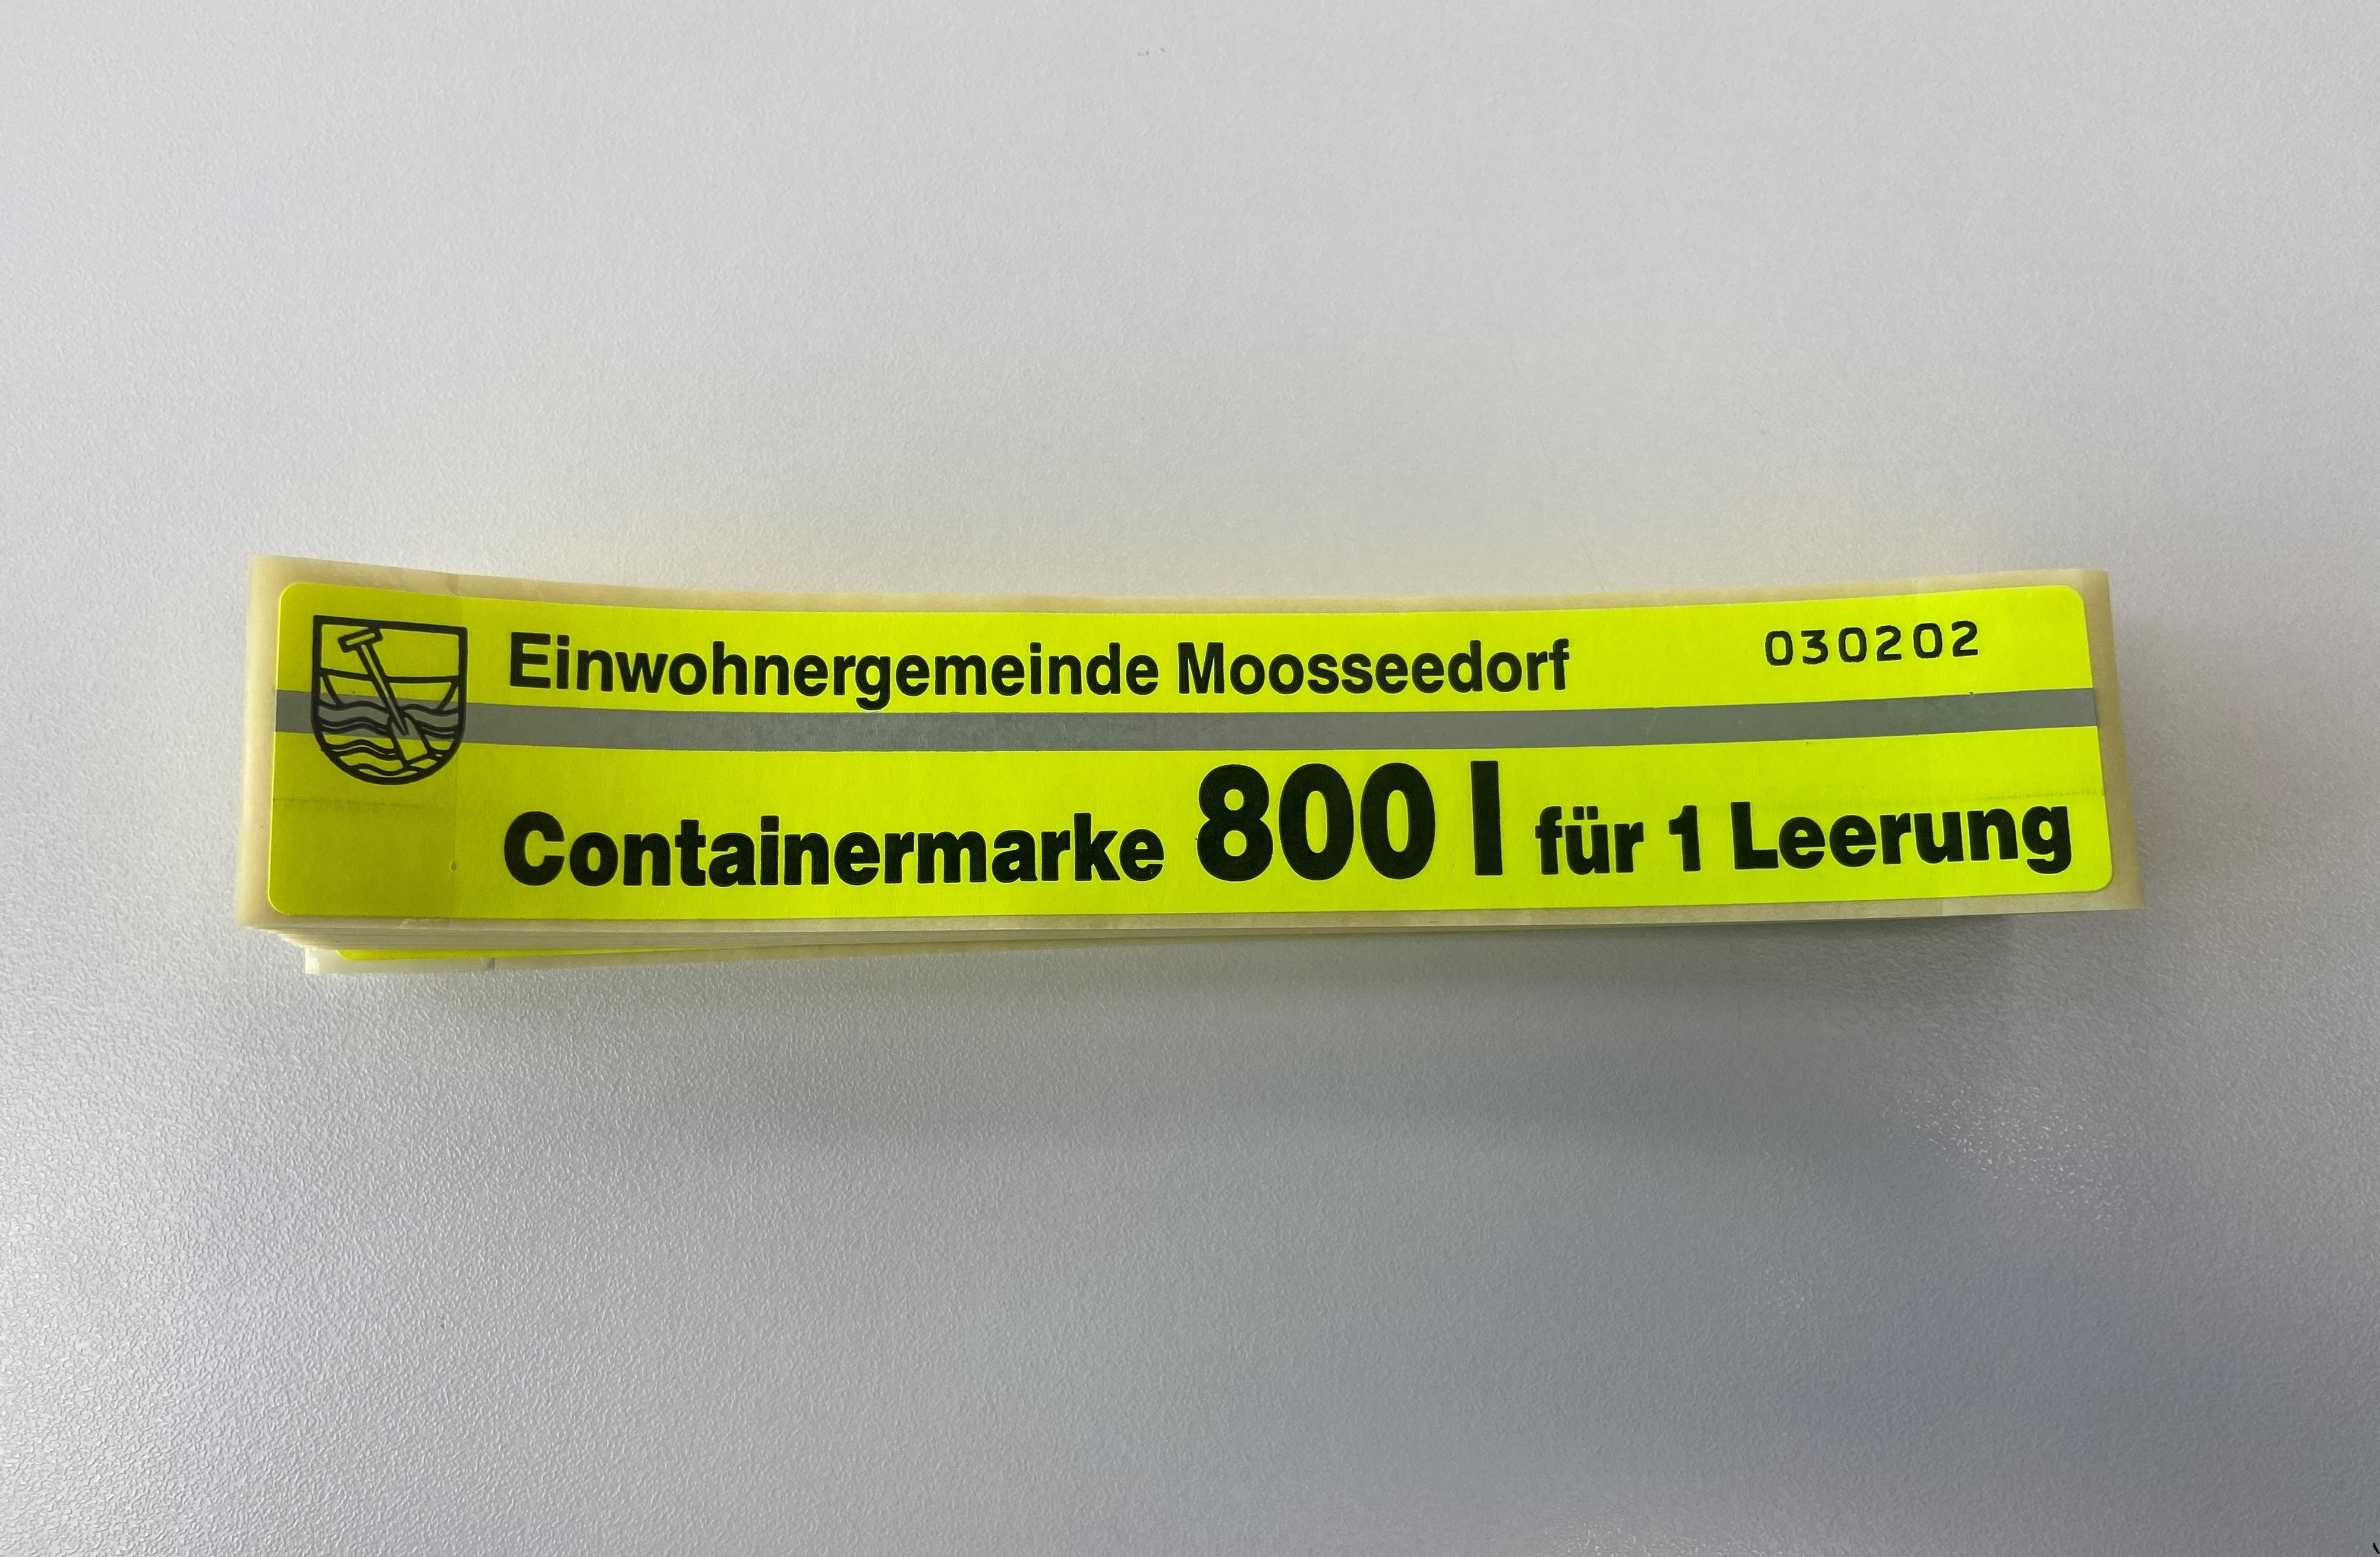 Einwohnergemeinde Moosseedorf 030202
Containermarke 800 l für 1 Leerung